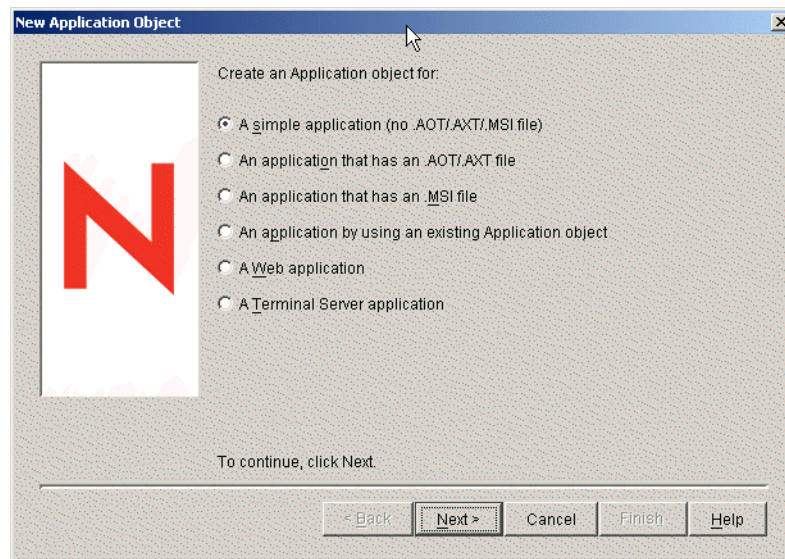 New Application Object
Create an Application object for:
A simple application (no .AOT/.AXT/.MSI file)
An application that has an .AOT/.AXT file
An application that has an .MSI file
An application by using an existing Application object
A Web application
A Terminal Server application
To continue, click Next.
< Back Next > Cancel Finish Help